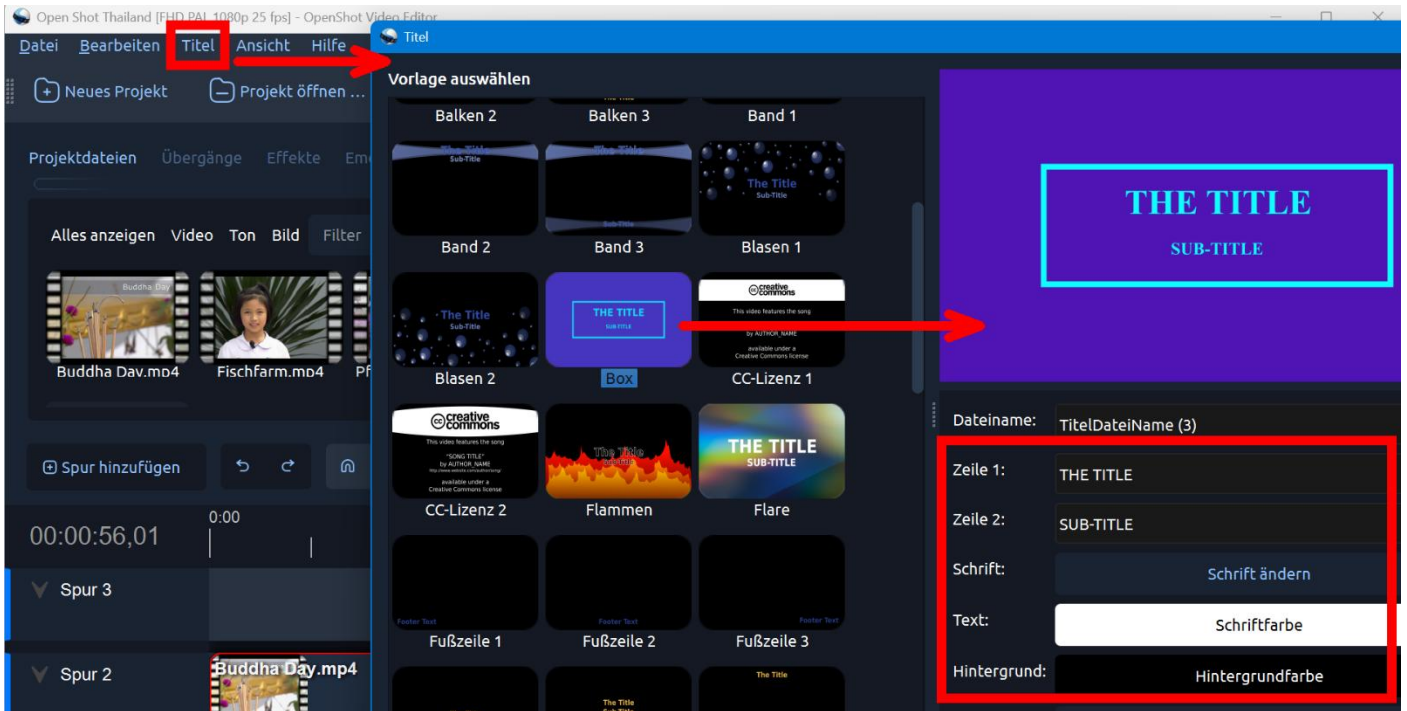 Open Shot Thailand [FHD PAL 1080p 25 fps] - OpenShot Video Editor
Datei Bearbeiten Titel Ansicht Hilfe
Neues Projekt Projekt öffnen ...
Projektdateien Übergänge Effekte Em
Alles anzeigen Video Ton Bild Filter
Buddha Day
Buddha Day.mp4 Fischfarm.mp4 Pf
Spur hinzufügen
00:00:56,01
0:00
Spur 3
Spur 2
Buddha Day.mp4
Titel
Vorlage auswählen
Balken 2 Balken 3 Band 1
The Title
Sub-Title
The Title
Sub-Title
The Title
Sub-Title
Band 2 Band 3 Blasen 1
The Title
Sub-Title
THE TITLE
SUB-TITLE
creative commons
This video features the song
by AUTHOR_NAME
available under a
Creative Commons license
Blasen 2 Box CC-Lizenz 1
creative commons
This video features the song
"SONG TITLE"
by AUTHOR_NAME
available under a
Creative Commons license
The Title
THE TITLE
SUB-TITLE
CC-Lizenz 2 Flammen Flare
Footer Text Footer Text Footer Text
Fußzeile 1 Fußzeile 2 Fußzeile 3
The Title
The Title
THE TITLE
SUB-TITLE
Dateiname: TitelDateiName (3)
Zeile 1: THE TITLE
Zeile 2: SUB-TITLE
Schrift: Schrift ändern
Text: Schriftfarbe
Hintergrund: Hintergrundfarbe